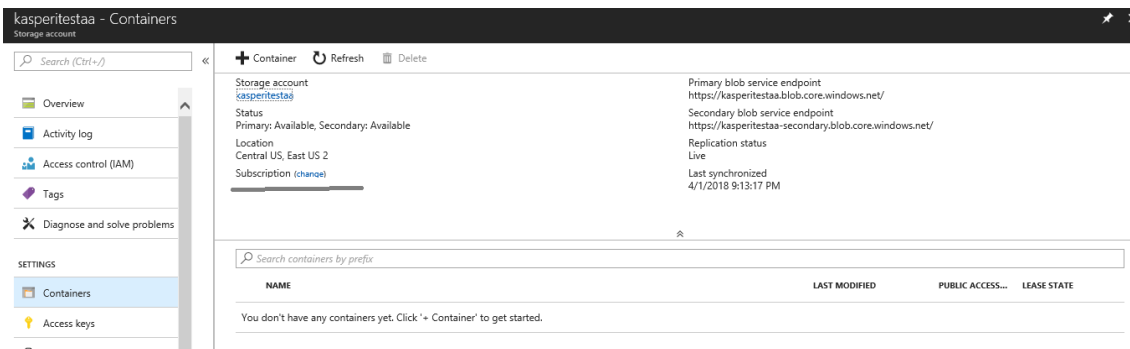 kasperitestaa - Containers
Storage account
Search (Ctrl+/)
«
Overview
Activity log
Access control (IAM)
Tags
Diagnose and solve problems
SETTINGS
Containers
Access keys
Container Refresh Delete
Storage account
kasperitestaa
Status
Primary: Available, Secondary: Available
Location
Central US, East US 2
Subscription (change)
Primary blob service endpoint
https://kasperitestaa.blob.core.windows.net/
Secondary blob service endpoint
https://kasperitestaa-secondary.blob.core.windows.net/
Replication status
Live
Last synchronized
4/1/2018 9:13:17 PM
Search containers by prefix
NAME LAST MODIFIED PUBLIC ACCESS... LEASE STATE
You don't have any containers yet. Click '+ Container' to get started.